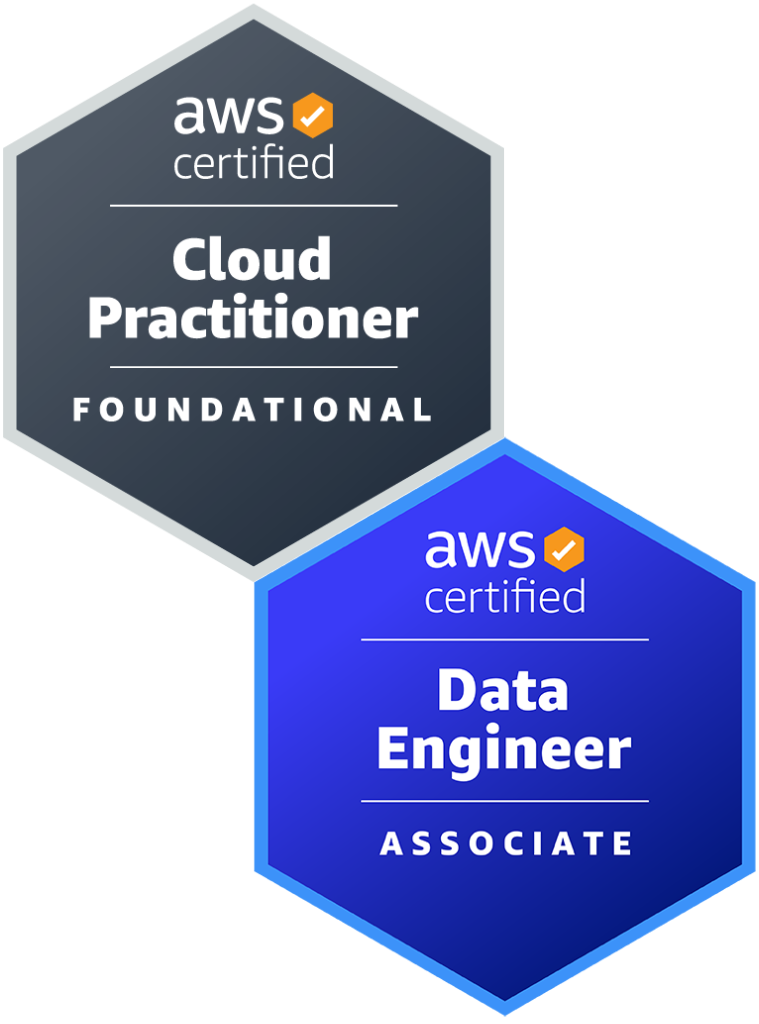 aws
certified
Cloud
Practitioner
FOUNDATIONAL
aws
certified
Data
Engineer
ASSOCIATE